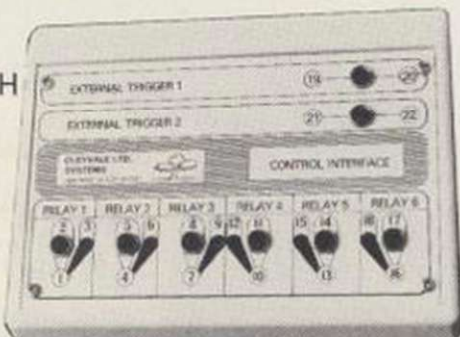 H
EXTERNAL TRIGGER 1 19 20
EXTERNAL TRIGGER 2 21 22
LTD.
SYSTEMS
CONTROL INTERFACE
RELAY 1 RELAY 2 RELAY 3 RELAY 4 RELAY 5 RELAY 6
2 3 5 6 8 9 12 11 15 14 18 17
1 4 7 10 13 16